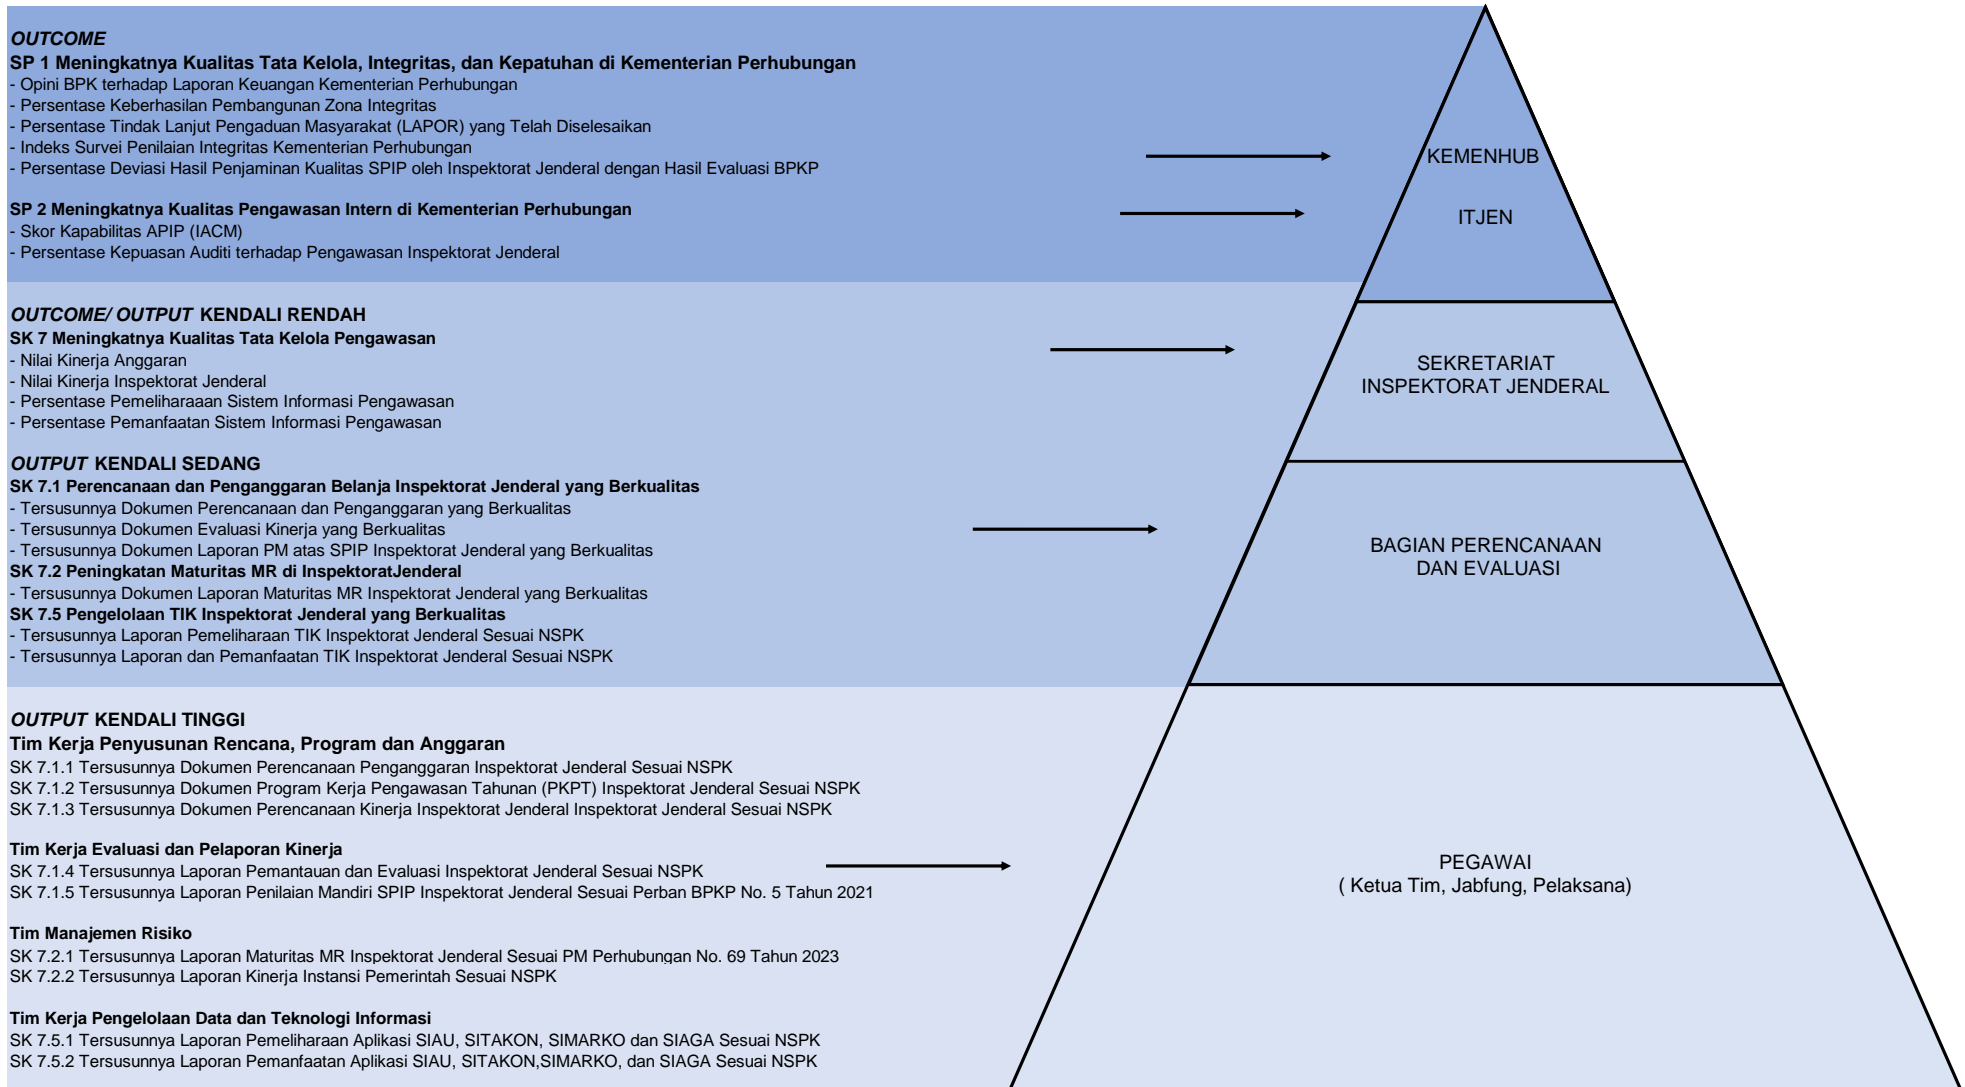 OUTCOME
SP 1 Meningkatnya Kualitas Tata Kelola, Integritas, dan Kepatuhan di Kementerian Perhubungan
- Opini BPK terhadap Laporan Keuangan Kementerian Perhubungan
- Persentase Keberhasilan Pembangunan Zona Integritas
- Persentase Tindak Lanjut Pengaduan Masyarakat (LAPOR) yang Telah Diselesaikan
- Indeks Survei Penilaian Integritas Kementerian Perhubungan
- Persentase Deviasi Hasil Penjaminan Kualitas SPIP oleh Inspektorat Jenderal dengan Hasil Evaluasi BPKP
KEMENHUB
SP 2 Meningkatnya Kualitas Pengawasan Intern di Kementerian Perhubungan
- Skor Kapabilitas APIP (IACM)
- Persentase Kepuasan Auditi terhadap Pengawasan Inspektorat Jenderal
ITJEN
OUTCOME/ OUTPUT KENDALI RENDAH
SK 7 Meningkatnya Kualitas Tata Kelola Pengawasan
- Nilai Kinerja Anggaran
- Nilai Kinerja Inspektorat Jenderal
- Persentase Pemeliharaaan Sistem Informasi Pengawasan
- Persentase Pemanfaatan Sistem Informasi Pengawasan
SEKRETARIAT
INSPEKTORAT JENDERAL
OUTPUT KENDALI SEDANG
SK 7.1 Perencanaan dan Penganggaran Belanja Inspektorat Jenderal yang Berkualitas
- Tersusunnya Dokumen Perencanaan dan Penganggaran yang Berkualitas
- Tersusunnya Dokumen Evaluasi Kinerja yang Berkualitas
- Tersusunnya Dokumen Laporan PM atas SPIP Inspektorat Jenderal yang Berkualitas
SK 7.2 Peningkatan Maturitas MR di InspektoratJenderal
- Tersusunnya Dokumen Laporan Maturitas MR Inspektorat Jenderal yang Berkualitas
SK 7.5 Pengelolaan TIK Inspektorat Jenderal yang Berkualitas
- Tersusunnya Laporan Pemeliharaan TIK Inspektorat Jenderal Sesuai NSPK
- Tersusunnya Laporan dan Pemanfaatan TIK Inspektorat Jenderal Sesuai NSPK
BAGIAN PERENCANAAN
DAN EVALUASI
OUTPUT KENDALI TINGGI
Tim Kerja Penyusunan Rencana, Program dan Anggaran
SK 7.1.1 Tersusunnya Dokumen Perencanaan Penganggaran Inspektorat Jenderal Sesuai NSPK
SK 7.1.2 Tersusunnya Dokumen Program Kerja Pengawasan Tahunan (PKPT) Inspektorat Jenderal Sesuai NSPK
SK 7.1.3 Tersusunnya Dokumen Perencanaan Kinerja Inspektorat Jenderal Inspektorat Jenderal Sesuai NSPK
Tim Kerja Evaluasi dan Pelaporan Kinerja
SK 7.1.4 Tersusunnya Laporan Pemantauan dan Evaluasi Inspektorat Jenderal Sesuai NSPK
SK 7.1.5 Tersusunnya Laporan Penilaian Mandiri SPIP Inspektorat Jenderal Sesuai Perban BPKP No. 5 Tahun 2021
PEGAWAI
( Ketua Tim, Jabfung, Pelaksana)
Tim Manajemen Risiko
SK 7.2.1 Tersusunnya Laporan Maturitas MR Inspektorat Jenderal Sesuai PM Perhubungan No. 69 Tahun 2023
SK 7.2.2 Tersusunnya Laporan Kinerja Instansi Pemerintah Sesuai NSPK
Tim Kerja Pengelolaan Data dan Teknologi Informasi
SK 7.5.1 Tersusunnya Laporan Pemeliharaan Aplikasi SIAU, SITAKON, SIMARKO dan SIAGA Sesuai NSPK
SK 7.5.2 Tersusunnya Laporan Pemanfaatan Aplikasi SIAU, SITAKON,SIMARKO, dan SIAGA Sesuai NSPK